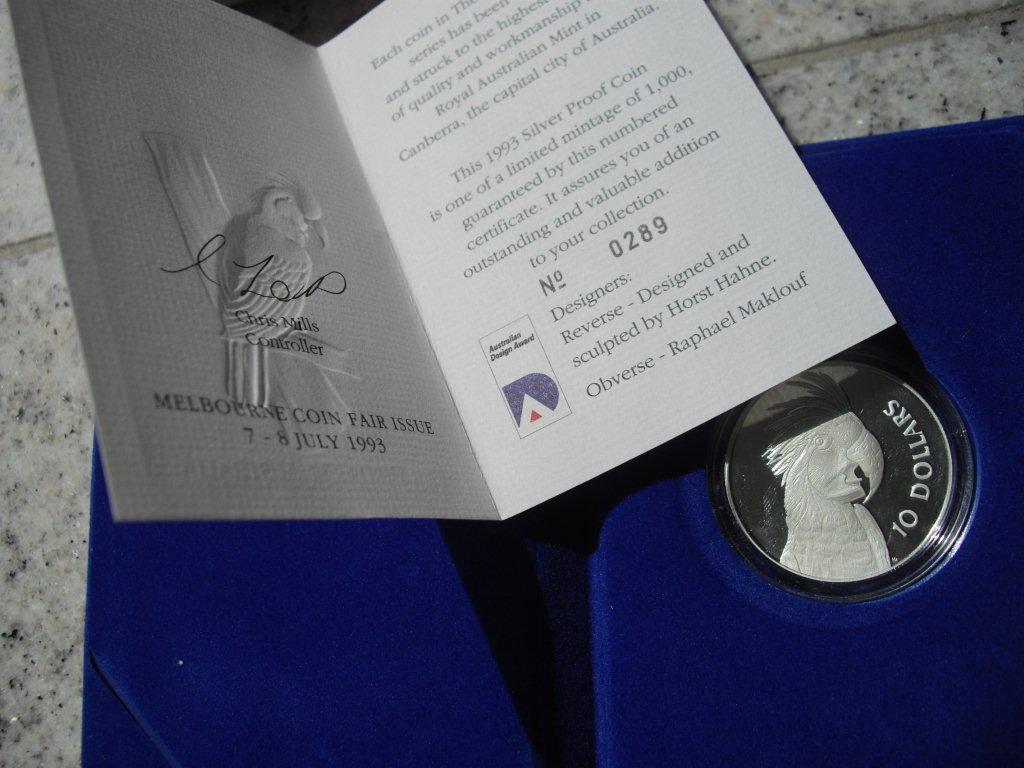 Chris Mills
Controller
MELBOURNE COIN FAIR ISSUE
7 - 8 JULY 1993
Each coin in The
series has been
and struck to the highest
of quality and workmanship
Royal Australian Mint in
Canberra, the capital city of Australia.
This 1993 Silver Proof Coin
is one of a limited mintage of 1,000,
guaranteed by this numbered
certificate. It assures you of an
outstanding and valuable addition
to your collection.
Nº 0289
Designers:
Reverse - Designed and
sculpted by Horst Hahne.
Obverse - Raphael Maklouf
Australian
Design Award
10 DOLLARS